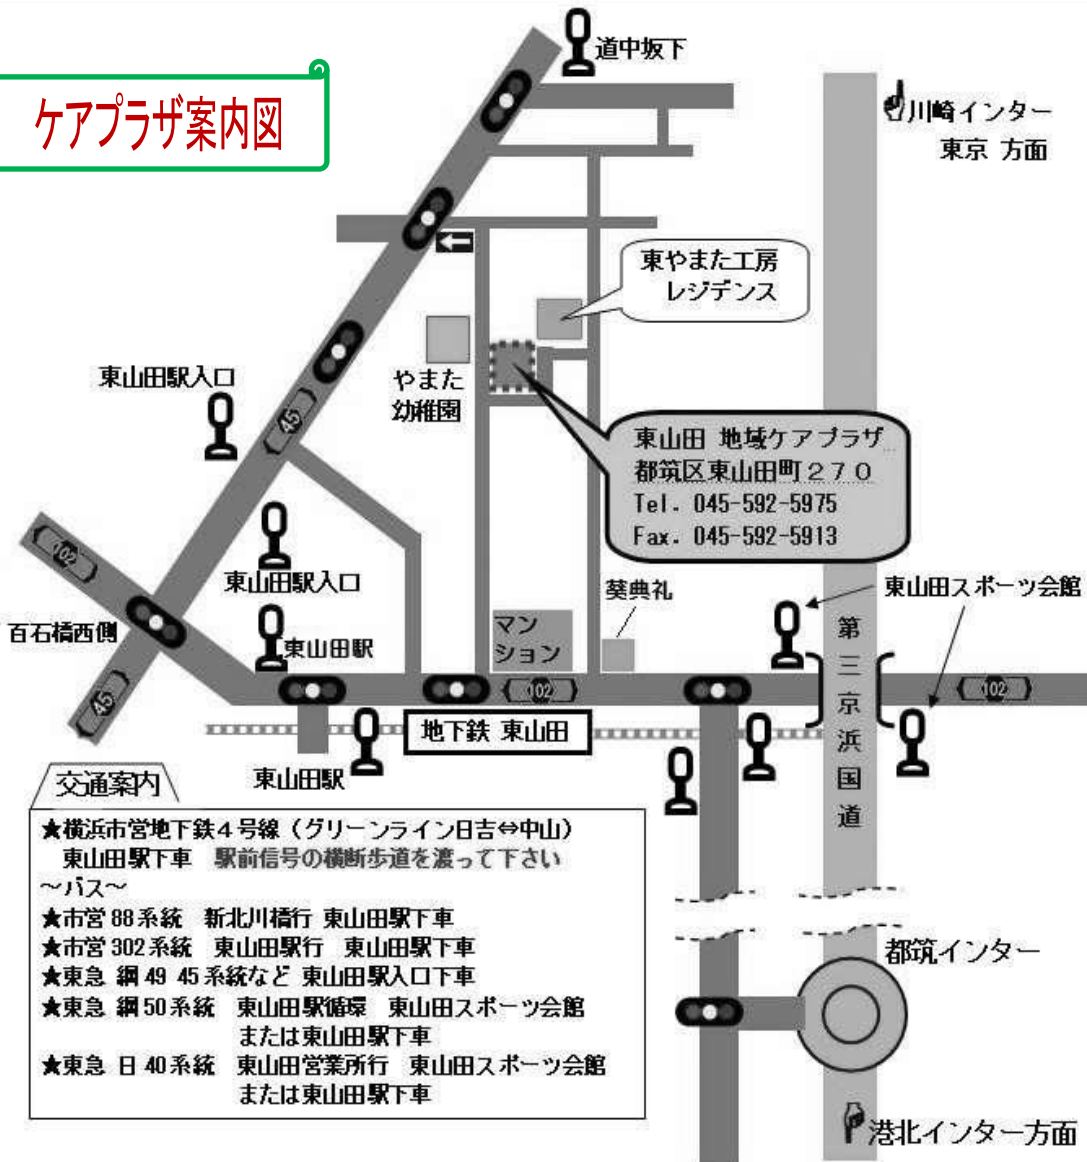 ケアプラザ案内図
道中坂下
川崎インター
東京 方面
東やまた工房
レジデンス
東山田駅入口
やまた
幼稚園
45
東山田 地域ケアプラザ
都筑区東山田町270
Tel. 045-592-5975
Fax. 045-592-5913
102
東山田駅入口
葵典礼
東山田スポーツ会館
百石橋西側
東山田駅
マン
ション
第三京浜国道
45
102
102
地下鉄 東山田
東山田駅
交通案内
★横浜市営地下鉄4号線(グリーンライン日吉⇔中山)
東山田駅下車 駅前信号の横断歩道を渡って下さい
～バス～
★市営 88 系統 新北川橋行 東山田駅下車
★市営 302 系統 東山田駅行 東山田駅下車
★東急 綱 49 45 系統など 東山田駅入口下車
★東急 綱 50 系統 東山田駅循環 東山田スポーツ会館
または東山田駅下車
★東急 日 40 系統 東山田営業所行 東山田スポーツ会館
または東山田駅下車
都筑インター
港北インター方面